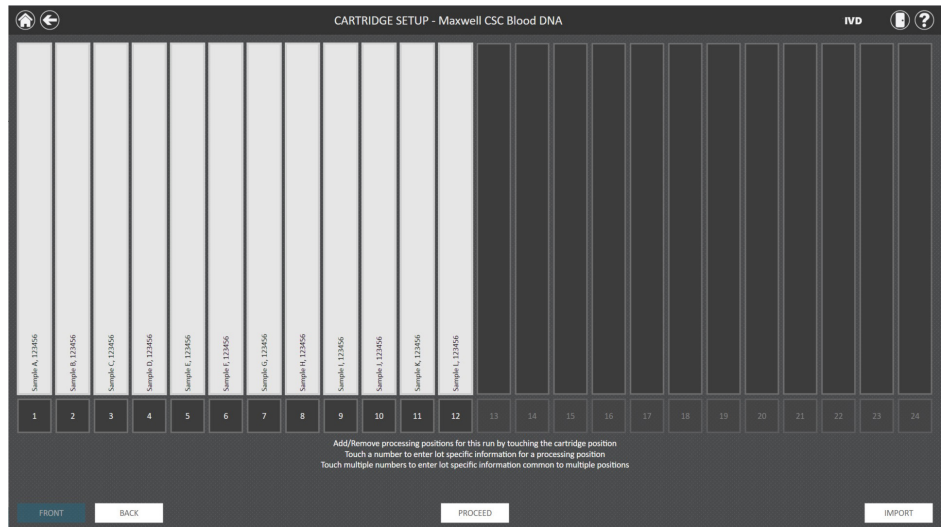 CARTRIDGE SETUP - Maxwell CSC Blood DNA
IVD
?
Sample A, 123456
Sample B, 123456
Sample C, 123456
Sample D, 123456
Sample E, 123456
Sample F, 123456
Sample G, 123456
Sample H, 123456
Sample I, 123456
Sample J, 123456
Sample K, 123456
Sample L, 123456
1 2 3 4 5 6 7 8 9 10 11 12 13 14 15 16 17 18 19 20 21 22 23 24
Add/Remove processing positions for this run by touching the cartridge position
Touch a number to enter lot specific information for a processing position
Touch multiple numbers to enter lot specific information common to multiple positions
FRONT BACK PROCEED IMPORT